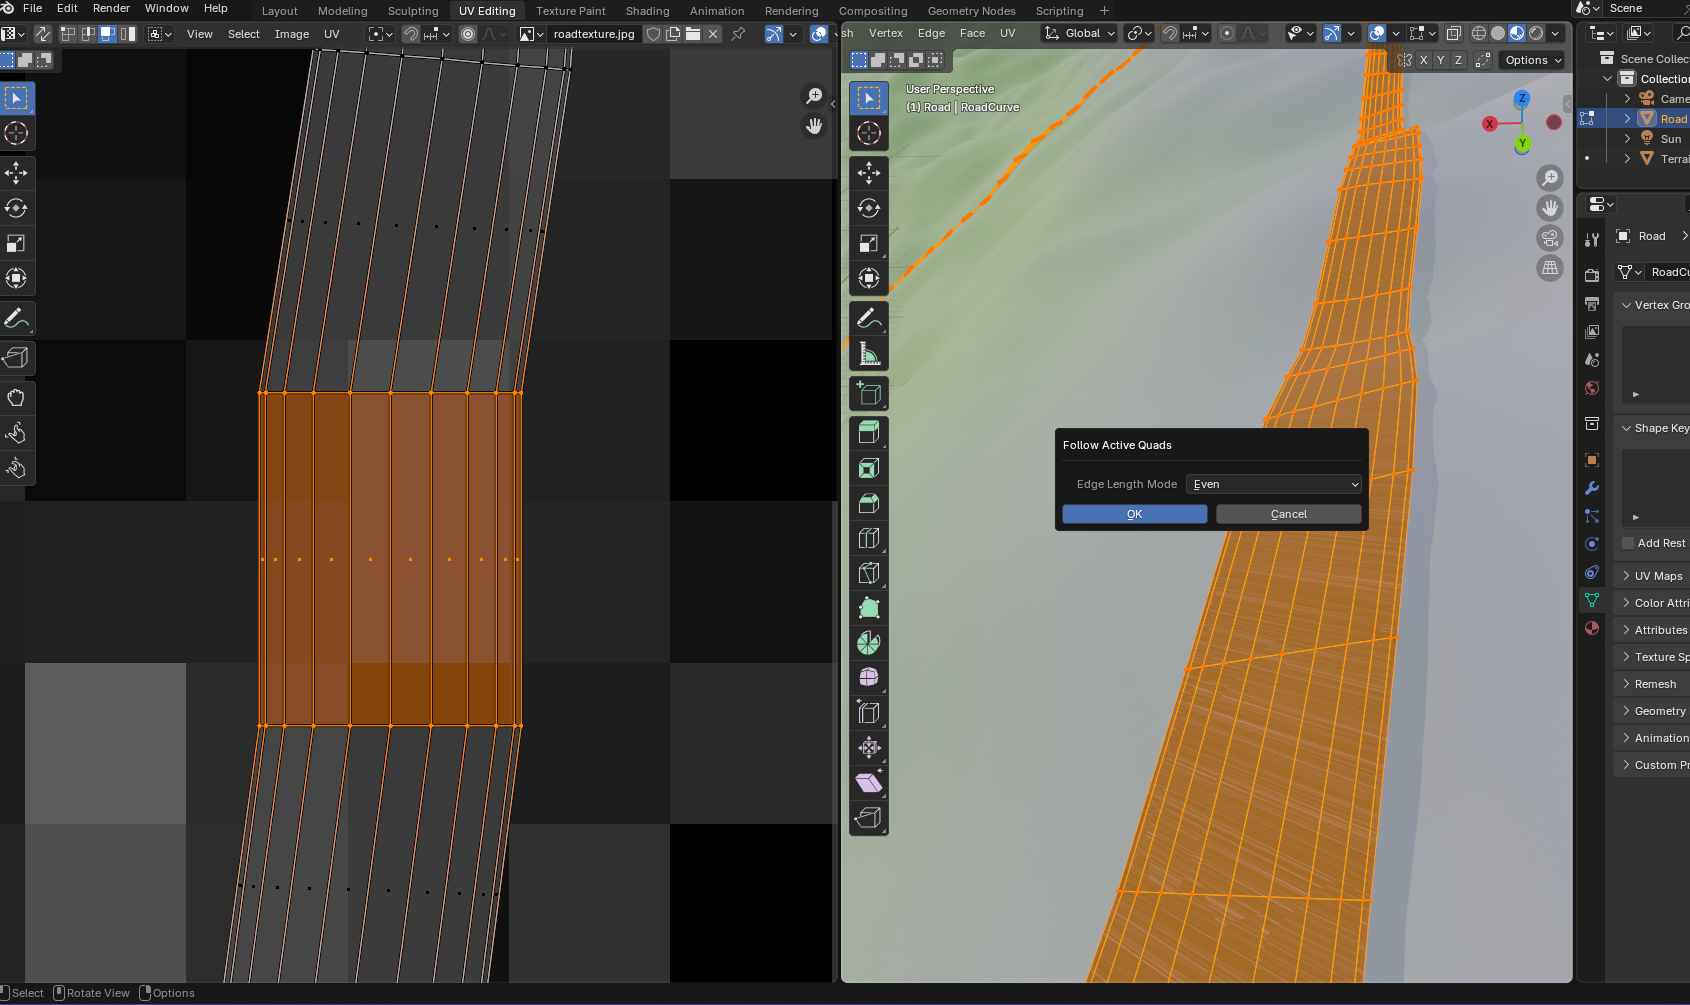 File Edit Render Window Help Layout Modeling Sculpting UV Editing Texture Paint Shading Animation Rendering Compositing Geometry Nodes Scripting + Scene
View Select Image UV roadtexture.jpg
sh Vertex Edge Face UV Global
X Y Z Options
User Perspective
(1) Road | RoadCurve
Z
X
Y
Follow Active Quads
Edge Length Mode Even
OK Cancel
Scene Collec
Collection
Came
Road
Sun
Terrai
Road
RoadCu
Vertex Gro
Shape Key
Add Rest
UV Maps
Color Attri
Attributes
Texture Sp
Remesh
Geometry
Animation
Custom Pr
Select Rotate View Options